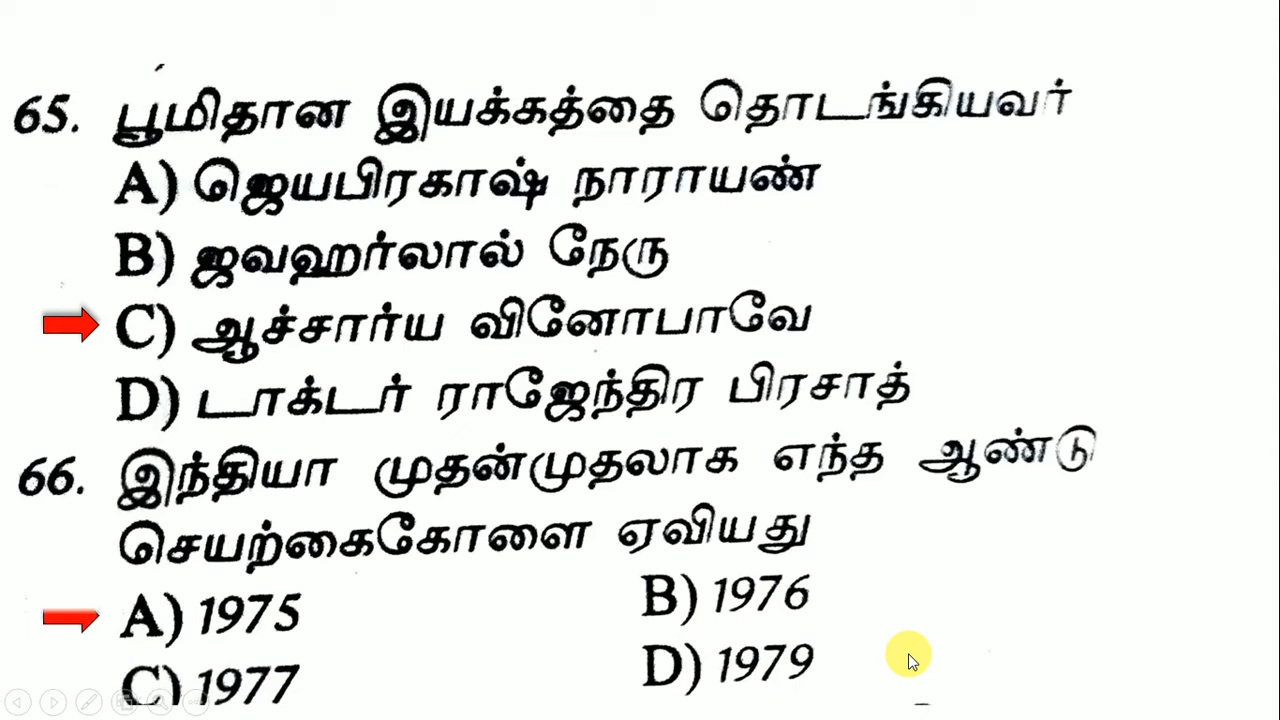 65. பூமிதான இயக்கத்தை தொடங்கியவர்
A) ஜெயபிரகாஷ் நாராயண்
B) ஜவஹர்லால் நேரு
C) ஆச்சார்ய வினோபாவே
D) டாக்டர் ராஜேந்திர பிரசாத்
66. இந்தியா முதன்முதலாக எந்த ஆண்டு
செயற்கைகோளை ஏவியது
A) 1975 B) 1976
C) 1977 D) 1979